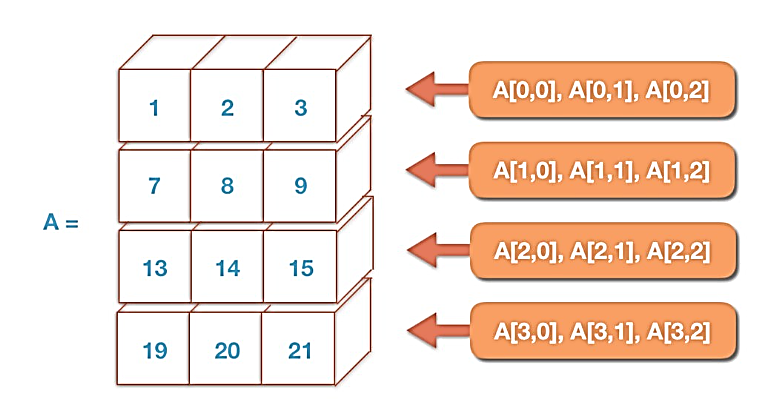 1 2 3 A[0,0], A[0,1], A[0,2]
7 8 9 A[1,0], A[1,1], A[1,2]
A =
13 14 15 A[2,0], A[2,1], A[2,2]
19 20 21 A[3,0], A[3,1], A[3,2]